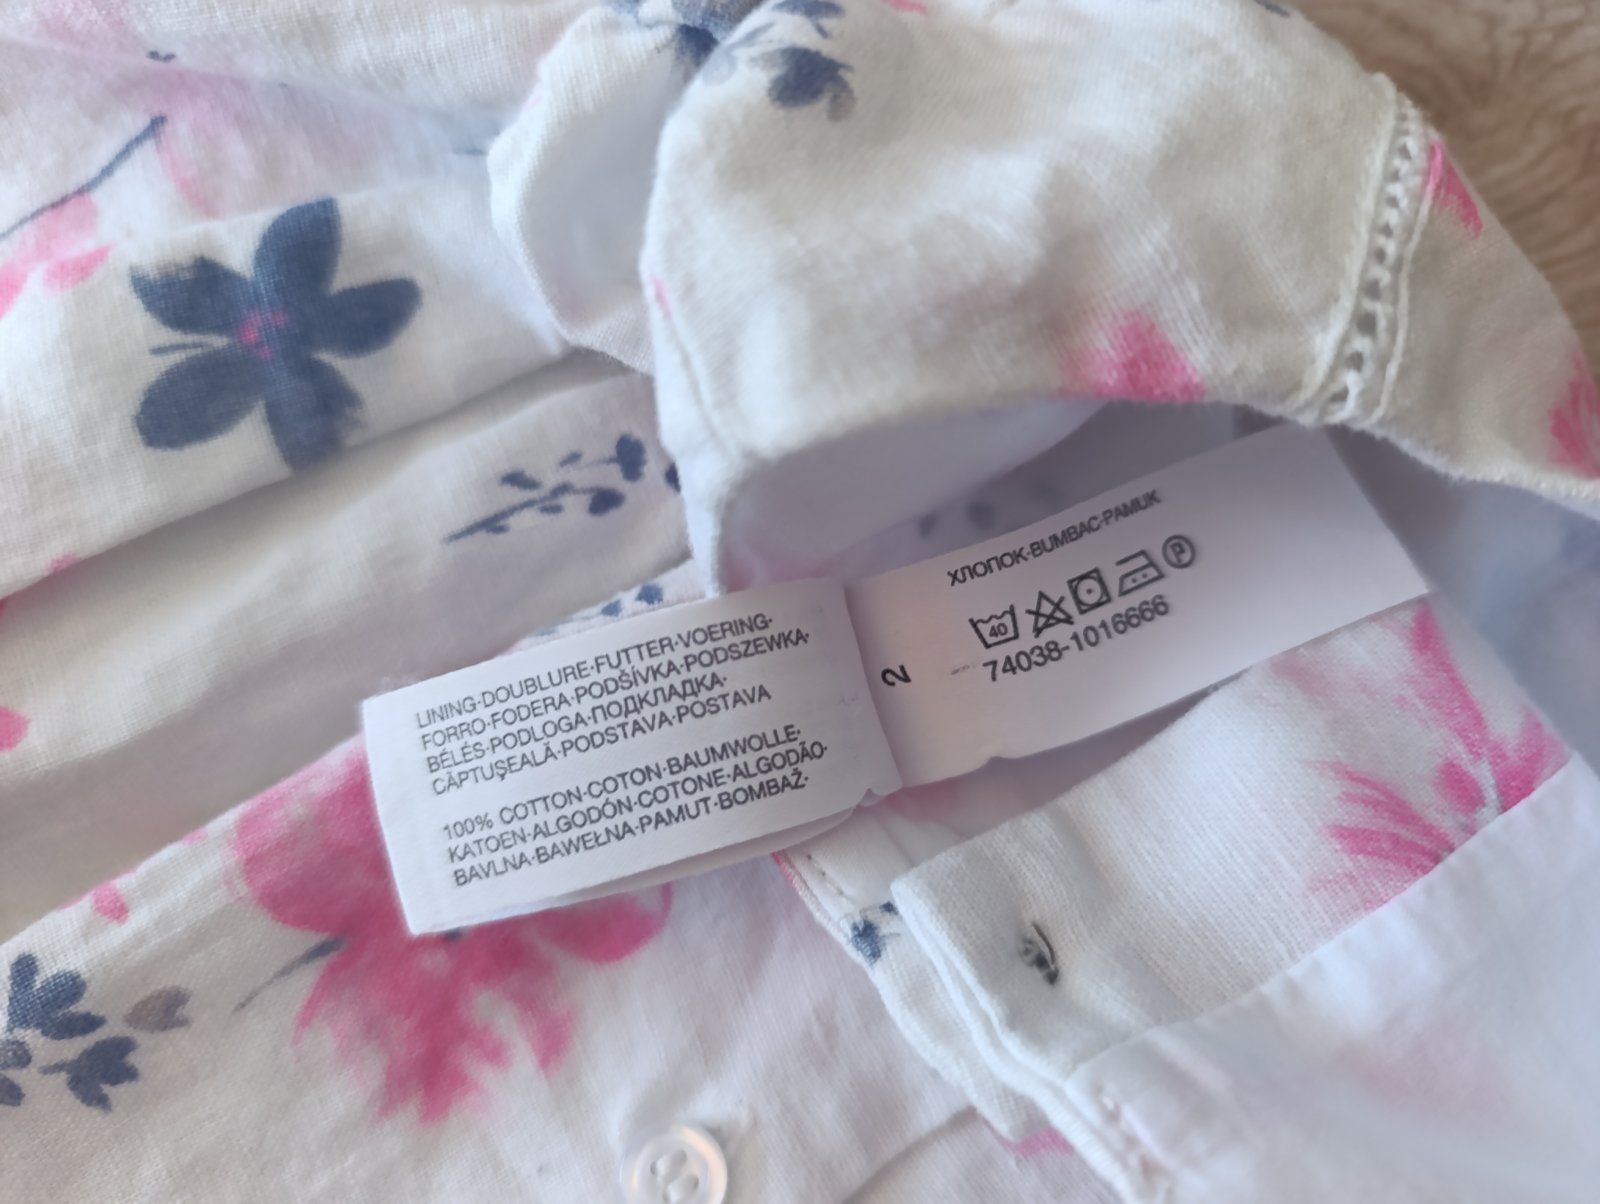 LINING·DOUBLURE·FUTTER·VOERING·
FORRO·FODERA·PODŠÍVKA·PODSZEWKA·
BÉLÉS·PODLOGA·ПОДКЛАДКА·
CĂPTUŞEALĂ·PODSTAVA·POSTAVA
100% COTTON·COTON·BAUMWOLLE·
KATOEN·ALGODÓN·COTONE·ALGODÃO·
BAVLNA·BAWEŁNA·PAMUT·BOMBAŽ·
ХЛОПОК·BUMBAC·PAMUK
40
P
74038-1016666
2